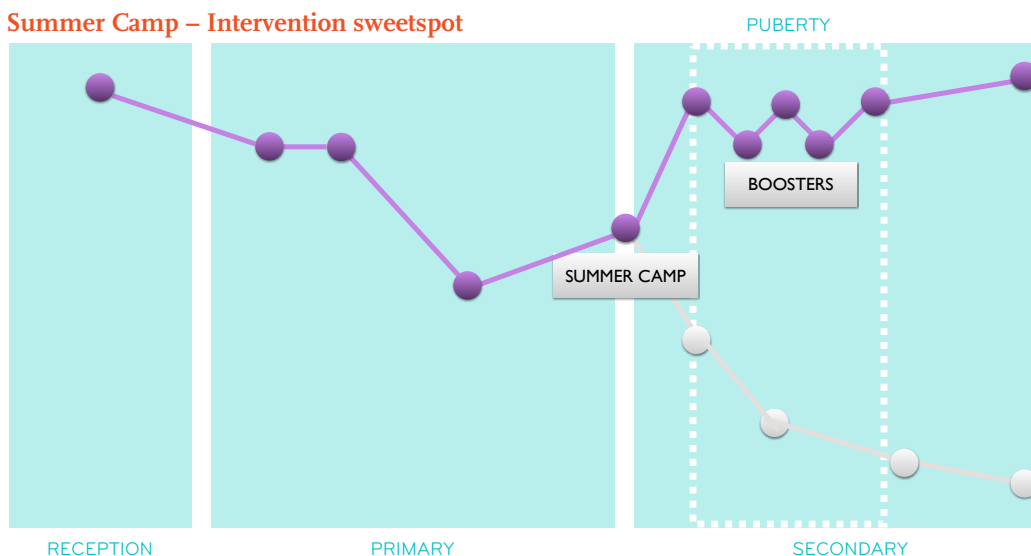 Summer Camp – Intervention sweetspot
PUBERTY
BOOSTERS
SUMMER CAMP
RECEPTION
PRIMARY
SECONDARY